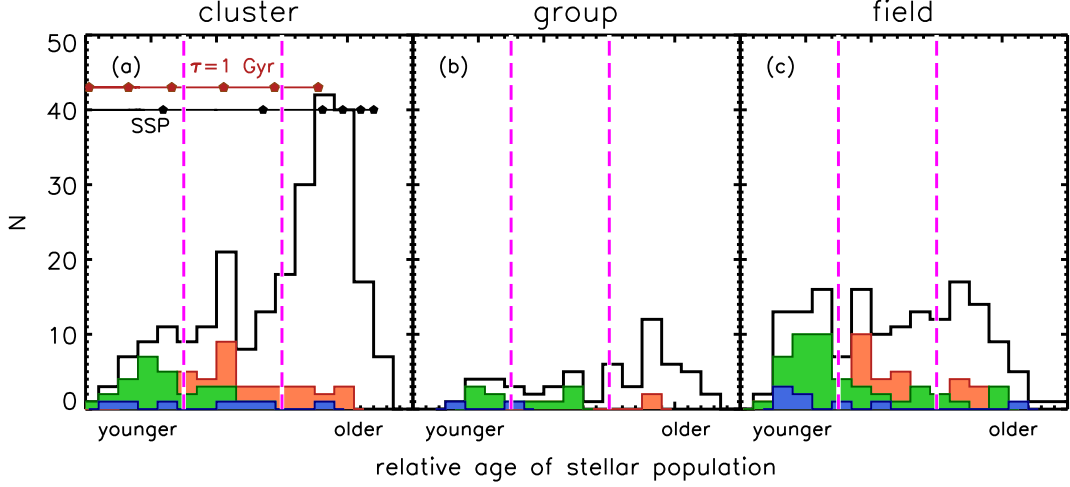 cluster group field
(a) (b) (c)
τ=1 Gyr
SSP
50
40
30
20
10
0
N
younger older younger older younger older
relative age of stellar population